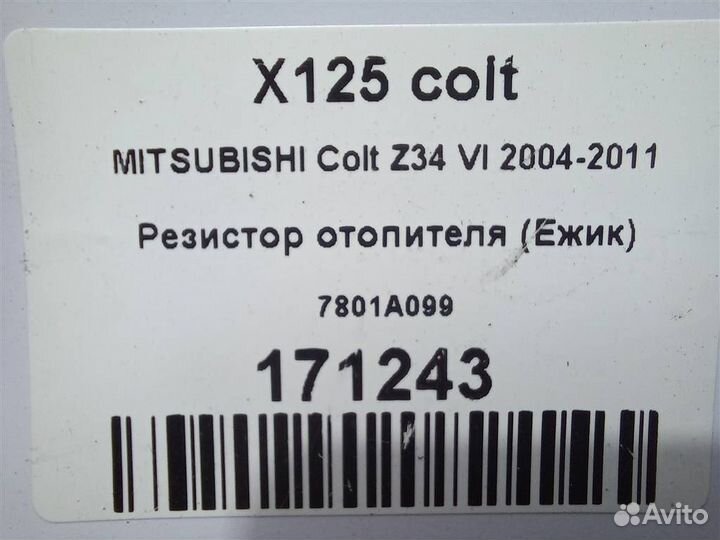 X125 colt
MITSUBISHI Colt Z34 VI 2004-2011
Резистор отопителя (Ежик)
7801A099
171243
Avito